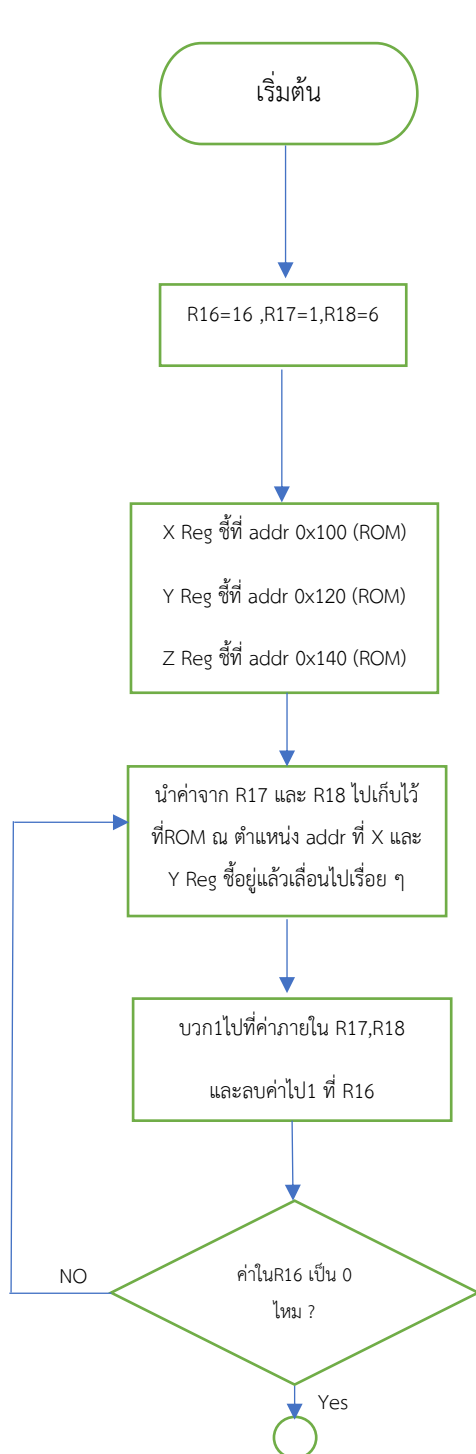 เริ่มต้น
R16=16 ,R17=1,R18=6
X Reg ชี้ที่ addr 0x100 (ROM)
Y Reg ชี้ที่ addr 0x120 (ROM)
Z Reg ชี้ที่ addr 0x140 (ROM)
นำค่าจาก R17 และ R18 ไปเก็บไว้
ที่ROM ณ ตำแหน่ง addr ที่ X และ
Y Reg ชี้อยู่แล้วเลื่อนไปเรื่อย ๆ
บวก1ไปที่ค่าภายใน R17,R18
และลบค่าไป1 ที่ R16
ค่าในR16 เป็น 0
ไหม ?
NO
Yes